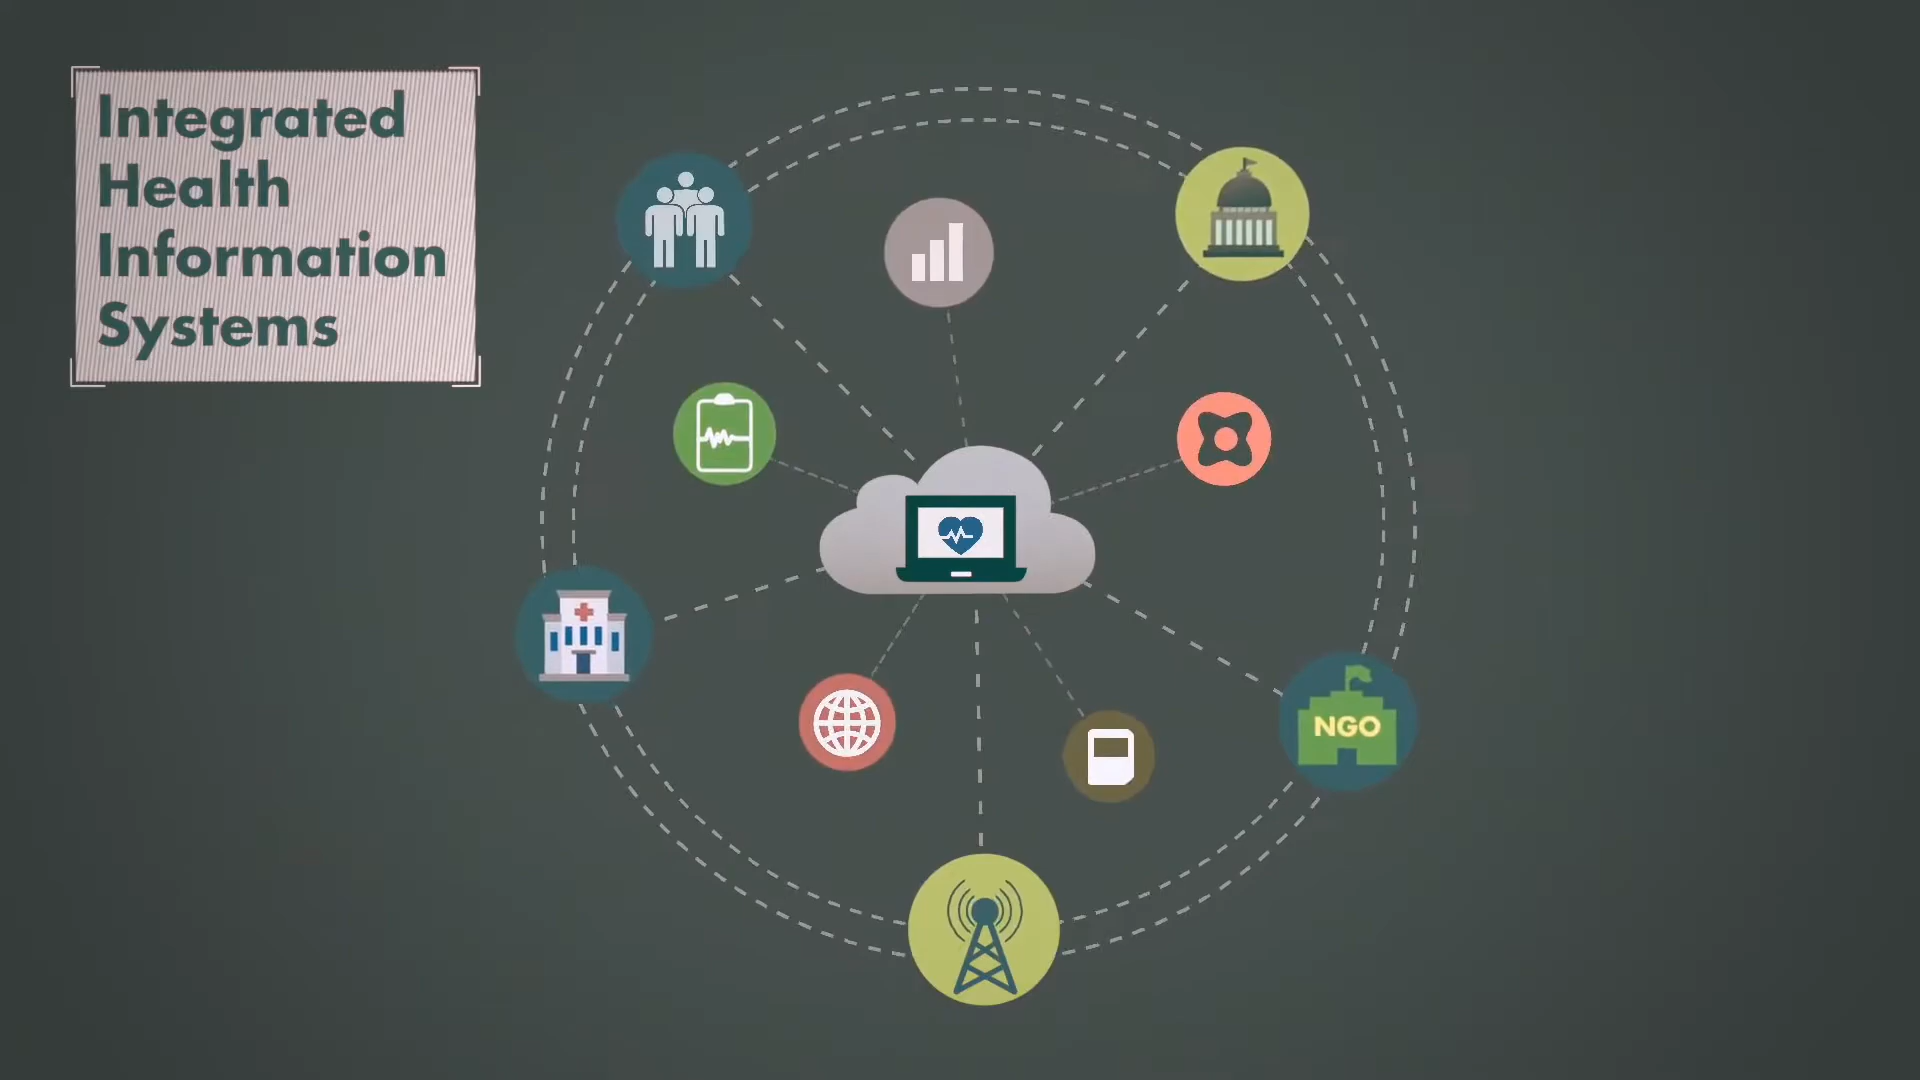 Integrated
Health
Information
Systems
NGO